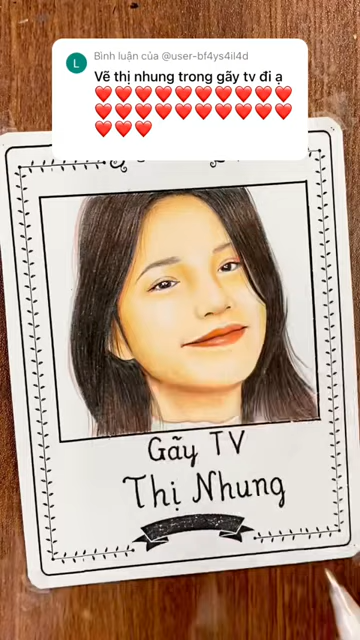 L
Bình luận của @user-bf4ys4il4d
Vẽ thị nhung trong gãy tv đi ạ
❤️❤️❤️❤️❤️❤️❤️❤️❤️❤️
❤️❤️❤️❤️❤️❤️❤️❤️❤️❤️
❤️❤️❤️
Gãy TV
Thị Nhung